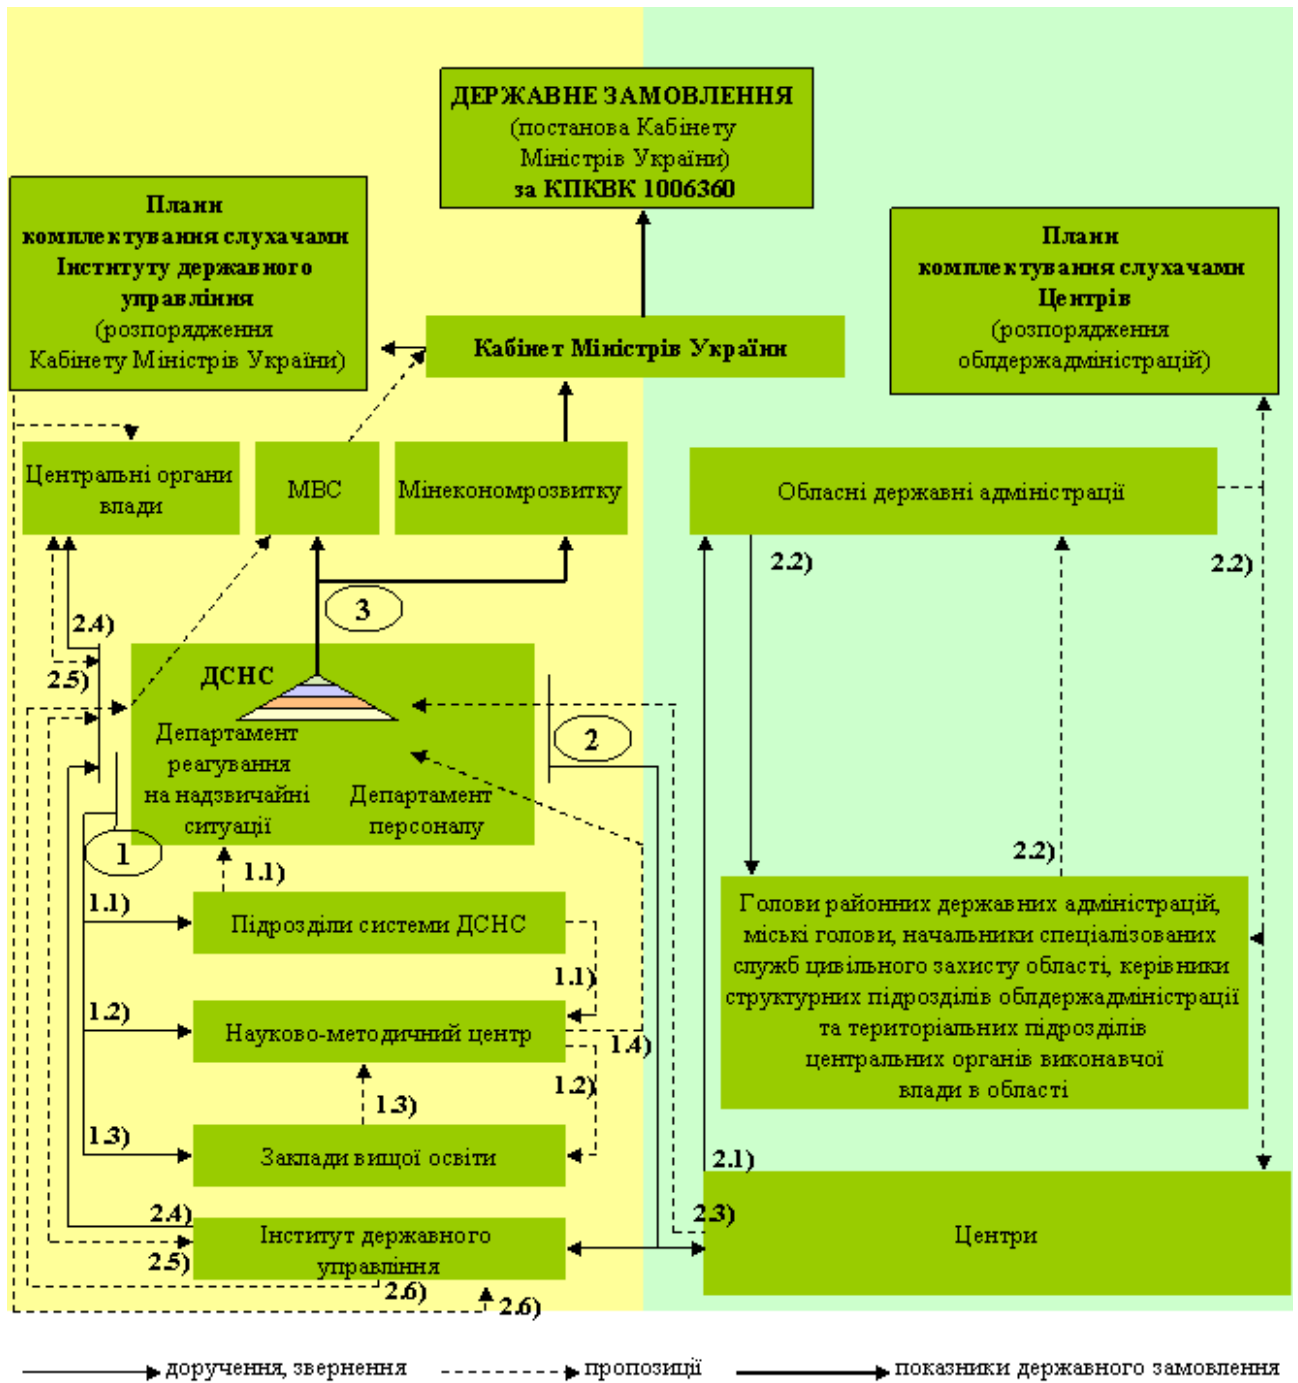 ДЕРЖАВНЕ ЗАМОВЛЕННЯ
(постанова Кабінету
Міністрів України)
за КПКВК 1006360
Плани
комплектування слухачами
Інституту державного
управління
(розпорядження
Кабінету Міністрів України)
Плани
комплектування слухачами
Центрів
(розпорядження
облдержадміністрацій)
Кабінет Міністрів України
Центральні органи
влади
МВС
Мінекономрозвитку
Обласні державні адміністрації
2.2)
2.2)
3
2.4)
2.5)
ДСНС
2
Департамент
реагування
на надзвичайні
ситуації
Департамент
персоналу
1
2.2)
1.1)
1.1)
Підрозділи системи ДСНС
1.1)
Голови районних державних адміністрацій,
міські голови, начальники спеціалізованих
служб цивільного захисту області, керівники
структурних підрозділів облдержадміністрації
та територіальних підрозділів
центральних органів виконавчої
влади в області
1.2)
Науково-методичний центр
1.4)
1.2)
1.3)
1.3)
Заклади вищої освіти
2.1)
2.4)
2.3)
Інститут державного
управління
Центри
2.5)
2.6)
2.6)
доручення, звернення
пропозиції
показники державного замовлення